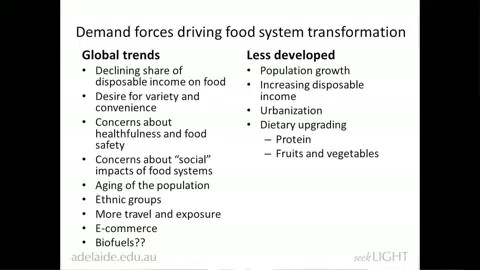 Demand forces driving food system transformation
Global trends
• Declining share of
disposable income on food
• Desire for variety and
convenience
• Concerns about
healthfulness and food
safety
• Concerns about “social”
impacts of food systems
• Aging of the population
• Ethnic groups
• More travel and exposure
• E-commerce
• Biofuels??
Less developed
• Population growth
• Increasing disposable
income
• Urbanization
• Dietary upgrading
– Protein
– Fruits and vegetables
adelaide.edu.au
seek LIGHT